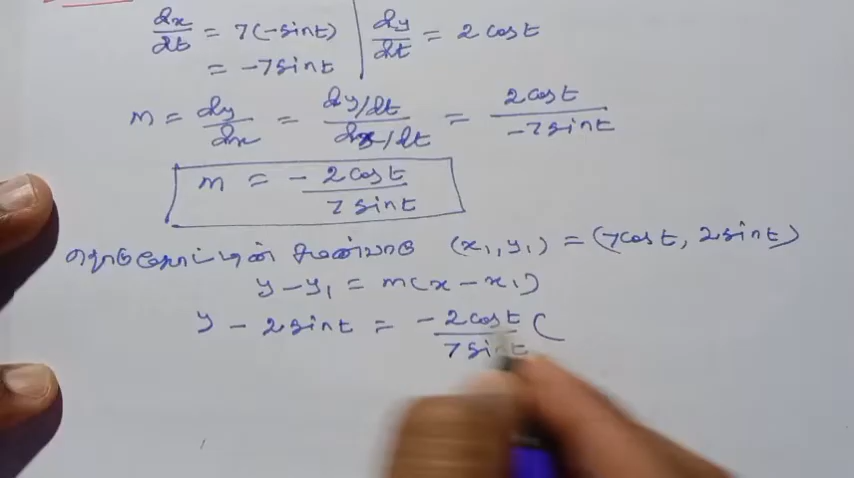 dx/dt = 7(-sint) | dy/dt = 2cost
= -7sint
m = dy/dx = (dy/dt)/(dx/dt) = 2cost/-7sint
m = -2cost/7sint
தொடுகோட்டின் சமன்பாடு (x₁, y₁) = (7cost, 2sint)
y - y₁ = m(x - x₁)
y - 2sint = -2cost/7sint (